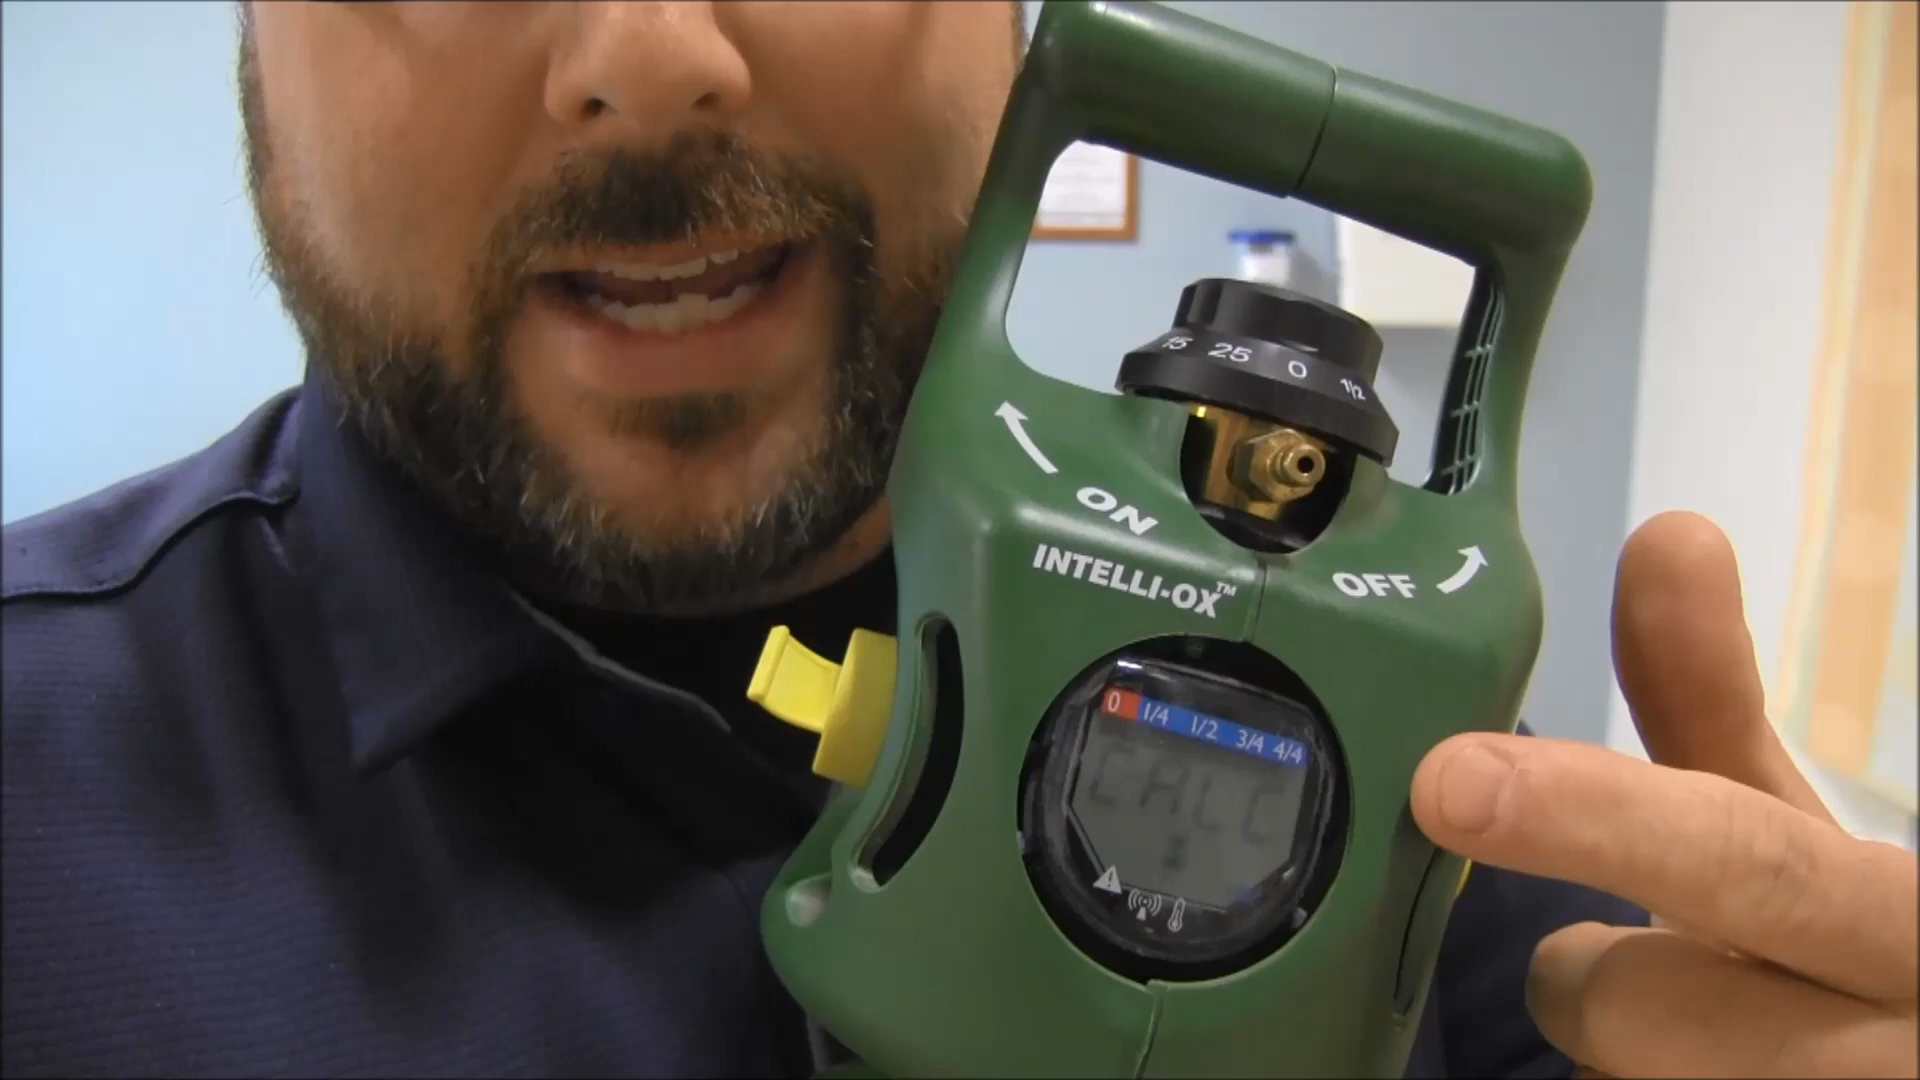 15 25 0 1/2
ON
OFF
INTELLI-OX™
0 1/4 1/2 3/4 4/4
CALC